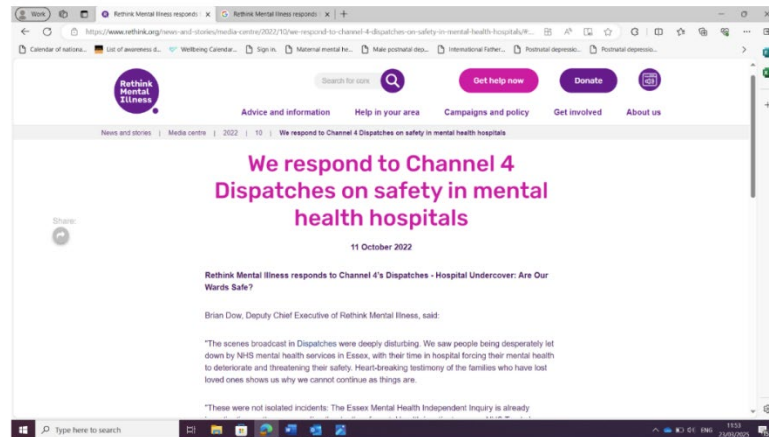 Work
Rethink Mental Illness responds
Rethink Mental Illness responds
https://www.rethink.org/news-and-stories/media-centre/2022/10/we-respond-to-channel-4-dispatches-on-safety-in-mental-health-hospitals/#:...
Calendar of nationa... List of awareness d... Wellbeing Calendar... Sign in. Maternal mental he... Male postnatal dep... International Father... Postnatal depressio... Postnatal depressio...
Rethink
Mental
Illness.
Search
Get help now
Donate
Advice and information Help in your area Campaigns and policy Get involved About us
News and stories | Media centre | 2022 | 10 | We respond to Channel 4 Dispatches on safety in mental health hospitals
We respond to Channel 4
Dispatches on safety in mental
health hospitals
Share:
11 October 2022
Rethink Mental Illness responds to Channel 4's Dispatches - Hospital Undercover: Are Our
Wards Safe?
Brian Dow, Deputy Chief Executive of Rethink Mental Illness, said:
"The scenes broadcast in Dispatches were deeply disturbing. We saw people being desperately let
down by NHS mental health services in Essex, with their time in hospital forcing their mental health
to deteriorate and threatening their safety. Heart-breaking testimony of the families who have lost
loved ones shows us why we cannot continue as things are.
"These were not isolated incidents: The Essex Mental Health Independent Inquiry is already
Type here to search
ENG
11:53
23/01/2025